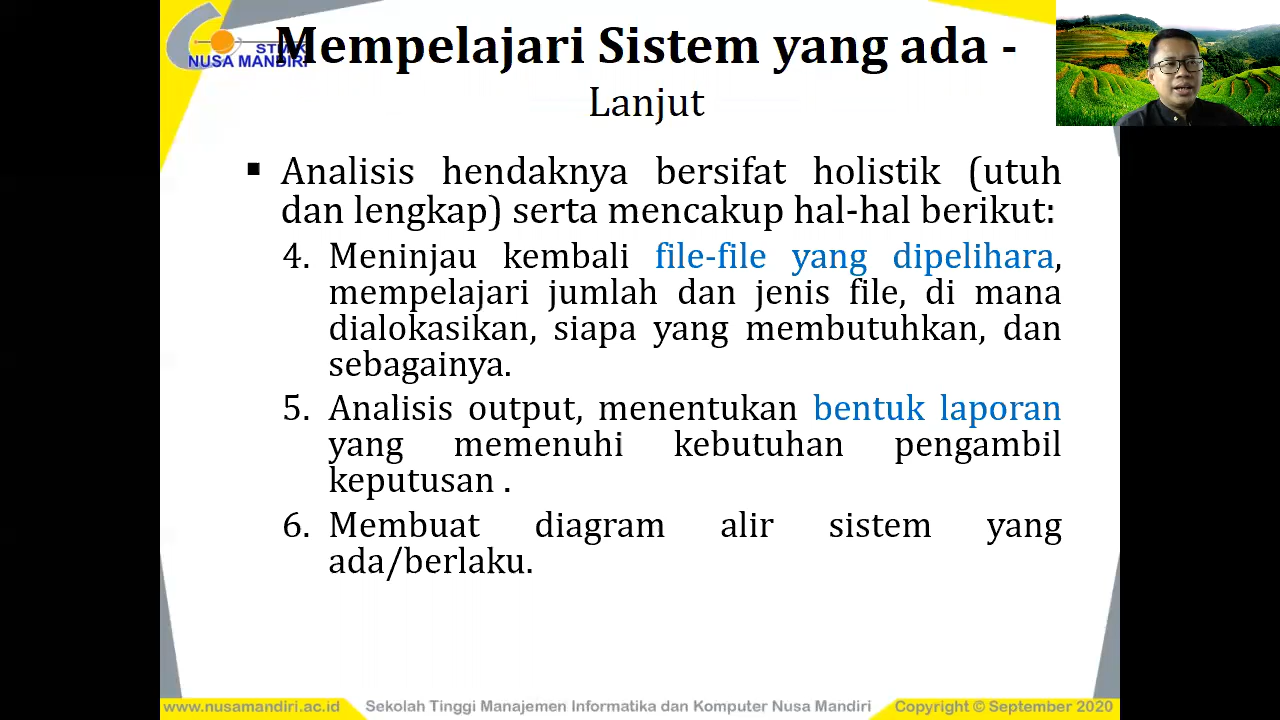 STMIK
NUSA MANDIRI
Mempelajari Sistem yang ada -
Lanjut
▪ Analisis hendaknya bersifat holistik (utuh
dan lengkap) serta mencakup hal-hal berikut:
4. Meninjau kembali file-file yang dipelihara,
mempelajari jumlah dan jenis file, di mana
dialokasikan, siapa yang membutuhkan, dan
sebagainya.
5. Analisis output, menentukan bentuk laporan
yang memenuhi kebutuhan pengambil
keputusan .
6. Membuat diagram alir sistem yang
ada/berlaku.
www.nusamandiri.ac.id Sekolah Tinggi Manajemen Informatika dan Komputer Nusa Mandiri Copyright © September 2020